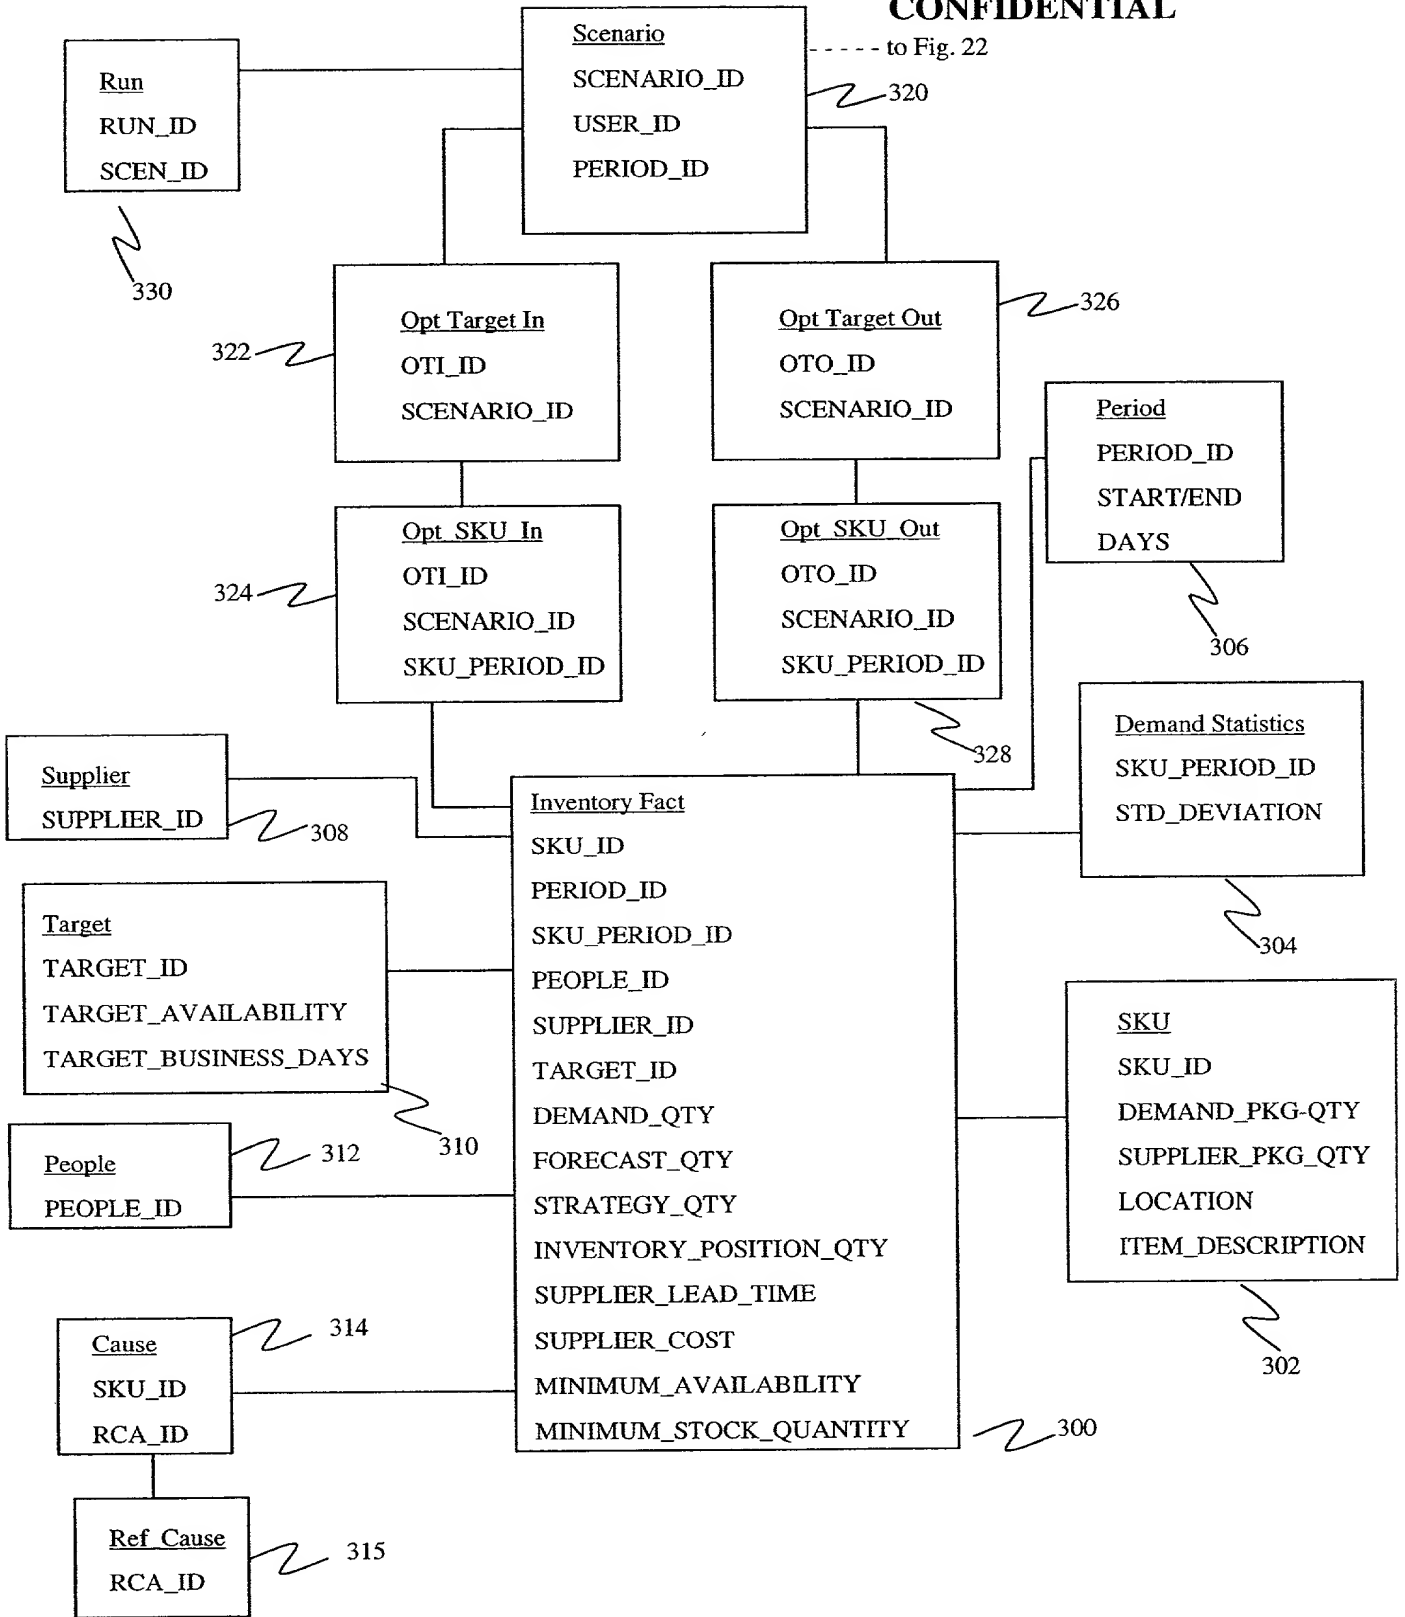 CONFIDENTIAL
to Fig. 22
Scenario
SCENARIO_ID
USER_ID
PERIOD_ID
320
Run
RUN_ID
SCEN_ID
330
Opt Target In
OTI_ID
SCENARIO_ID
322
Opt Target Out
OTO_ID
SCENARIO_ID
326
Period
PERIOD_ID
START/END
DAYS
306
Opt_SKU_In
OTI_ID
SCENARIO_ID
SKU_PERIOD_ID
324
Opt_SKU_Out
OTO_ID
SCENARIO_ID
SKU_PERIOD_ID
328
Demand Statistics
SKU_PERIOD_ID
STD_DEVIATION
304
Supplier
SUPPLIER_ID
308
Inventory Fact
SKU_ID
PERIOD_ID
SKU_PERIOD_ID
PEOPLE_ID
SUPPLIER_ID
TARGET_ID
DEMAND_QTY
FORECAST_QTY
STRATEGY_QTY
INVENTORY_POSITION_QTY
SUPPLIER_LEAD_TIME
SUPPLIER_COST
MINIMUM_AVAILABILITY
MINIMUM_STOCK_QUANTITY
300
Target
TARGET_ID
TARGET_AVAILABILITY
TARGET_BUSINESS_DAYS
310
SKU
SKU_ID
DEMAND_PKG-QTY
SUPPLIER_PKG_QTY
LOCATION
ITEM_DESCRIPTION
302
People
PEOPLE_ID
312
Cause
SKU_ID
RCA_ID
314
Ref_Cause
RCA_ID
315